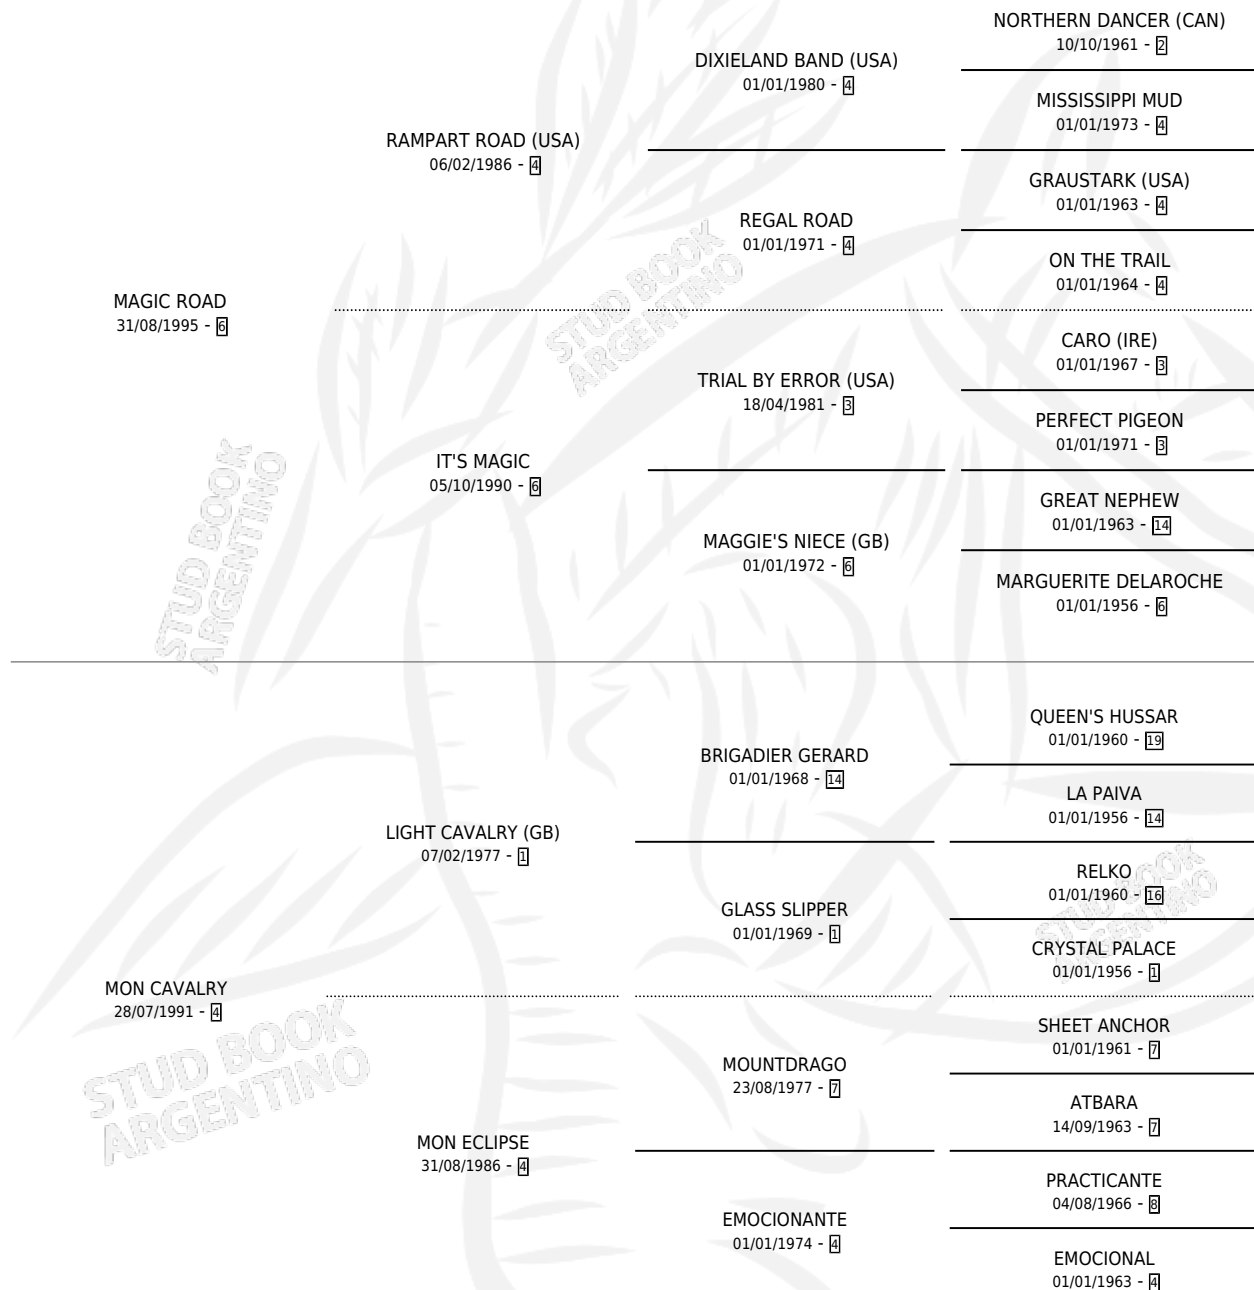 NORTHERN DANCER (CAN)
10/10/1961 - 2
DIXIELAND BAND (USA)
01/01/1980 - 4
MISSISSIPPI MUD
01/01/1973 - 4
RAMPART ROAD (USA)
06/02/1986 - 4
GRAUSTARK (USA)
01/01/1963 - 4
REGAL ROAD
01/01/1971 - 4
ON THE TRAIL
01/01/1964 - 4
MAGIC ROAD
31/08/1995 - 6
CARO (IRE)
01/01/1967 - 3
TRIAL BY ERROR (USA)
18/04/1981 - 3
PERFECT PIGEON
01/01/1971 - 3
IT'S MAGIC
05/10/1990 - 6
GREAT NEPHEW
01/01/1963 - 14
MAGGIE'S NIECE (GB)
01/01/1972 - 6
MARGUERITE DELAROCHE
01/01/1956 - 6
QUEEN'S HUSSAR
01/01/1960 - 19
BRIGADIER GERARD
01/01/1968 - 14
LA PAIVA
01/01/1956 - 14
LIGHT CAVALRY (GB)
07/02/1977 - 1
RELKO
01/01/1960 - 16
GLASS SLIPPER
01/01/1969 - 1
CRYSTAL PALACE
01/01/1956 - 1
MON CAVALRY
28/07/1991 - 4
SHEET ANCHOR
01/01/1961 - 7
MOUNTDRAGO
23/08/1977 - 7
ATBARA
14/09/1963 - 7
MON ECLIPSE
31/08/1986 - 4
PRACTICANTE
04/08/1966 - 8
EMOCIONANTE
01/01/1974 - 4
EMOCIONAL
01/01/1963 - 4
STUD BOOK
ARGENTINO
STUD BOOK
ARGENTINO
STUD BOOK
ARGENTINO
STUD BOOK
ARGENTINO